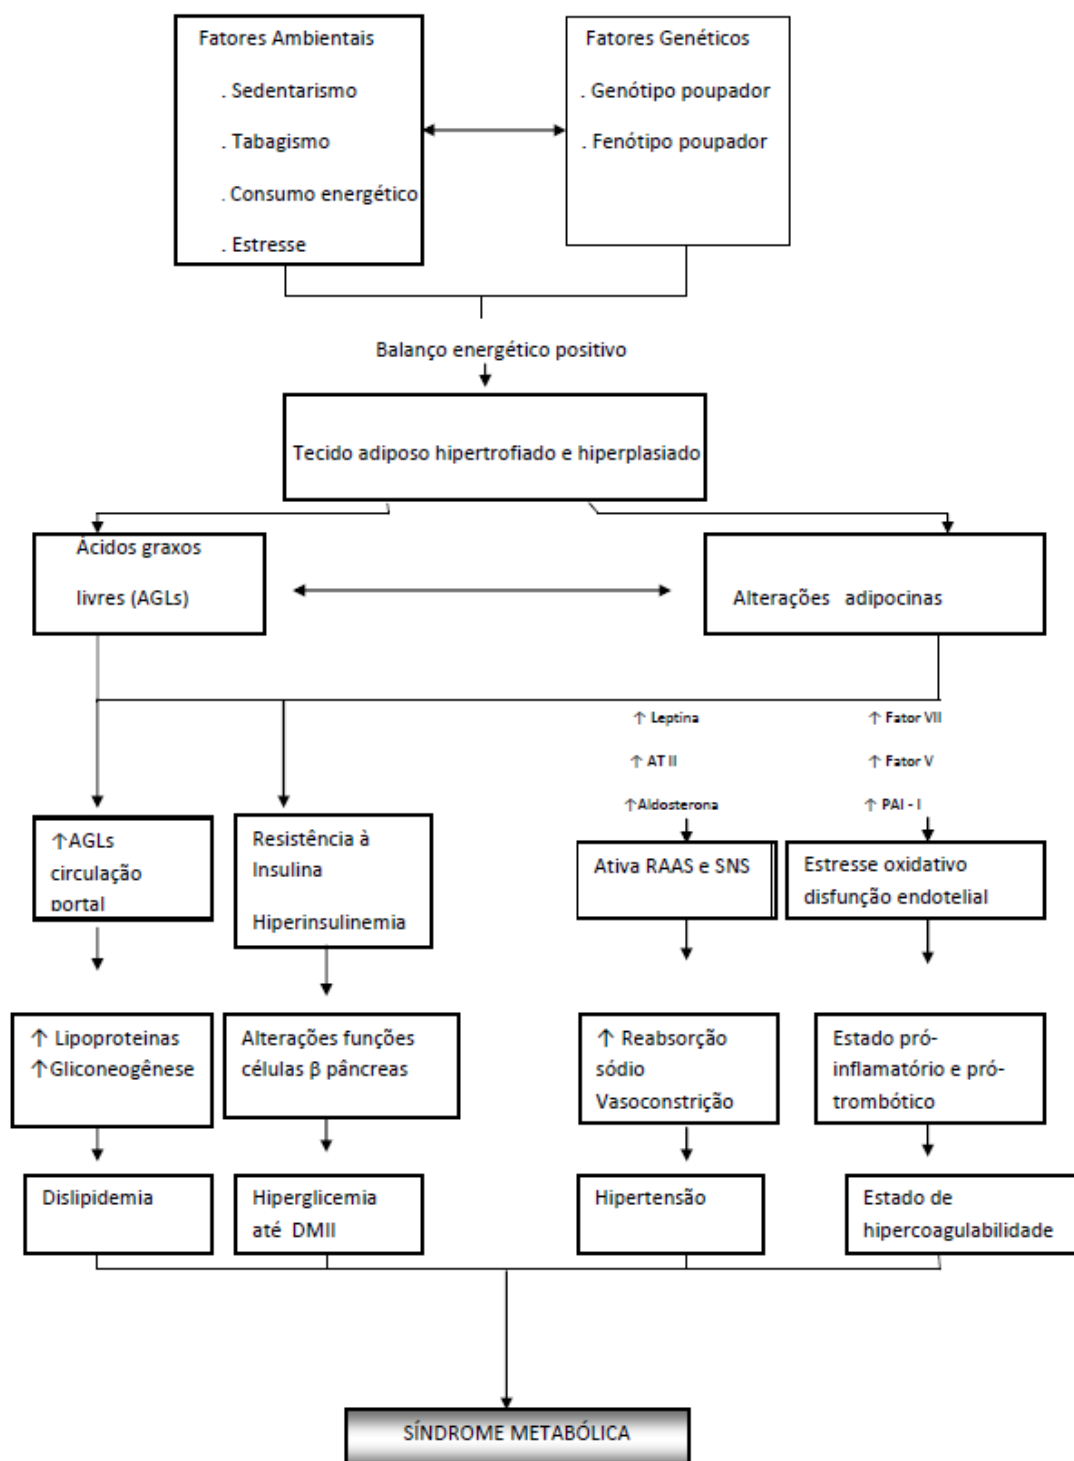 Fatores Ambientais
. Sedentarismo
. Tabagismo
. Consumo energético
. Estresse
Fatores Genéticos
. Genótipo poupador
. Fenótipo poupador
Balanço energético positivo
Tecido adiposo hipertrofiado e hiperplasiado
Ácidos graxos
livres (AGLs)
Alterações adipocinas
↑ Leptina
↑ AT II
↑Aldosterona
↑ Fator VII
↑ Fator V
↑ PAI - I
↑AGLs
circulação
portal
Resistência à
Insulina
Hiperinsulinemia
Ativa RAAS e SNS
Estresse oxidativo
disfunção endotelial
↑ Lipoproteinas
↑Gliconeogênese
Alterações funções
células β pâncreas
↑ Reabsorção
sódio
Vasoconstrição
Estado pró-
inflamatório e pró-
trombótico
Dislipidemia
Hiperglicemia
até DMII
Hipertensão
Estado de
hipercoagulabilidade
SÍNDROME METABÓLICA